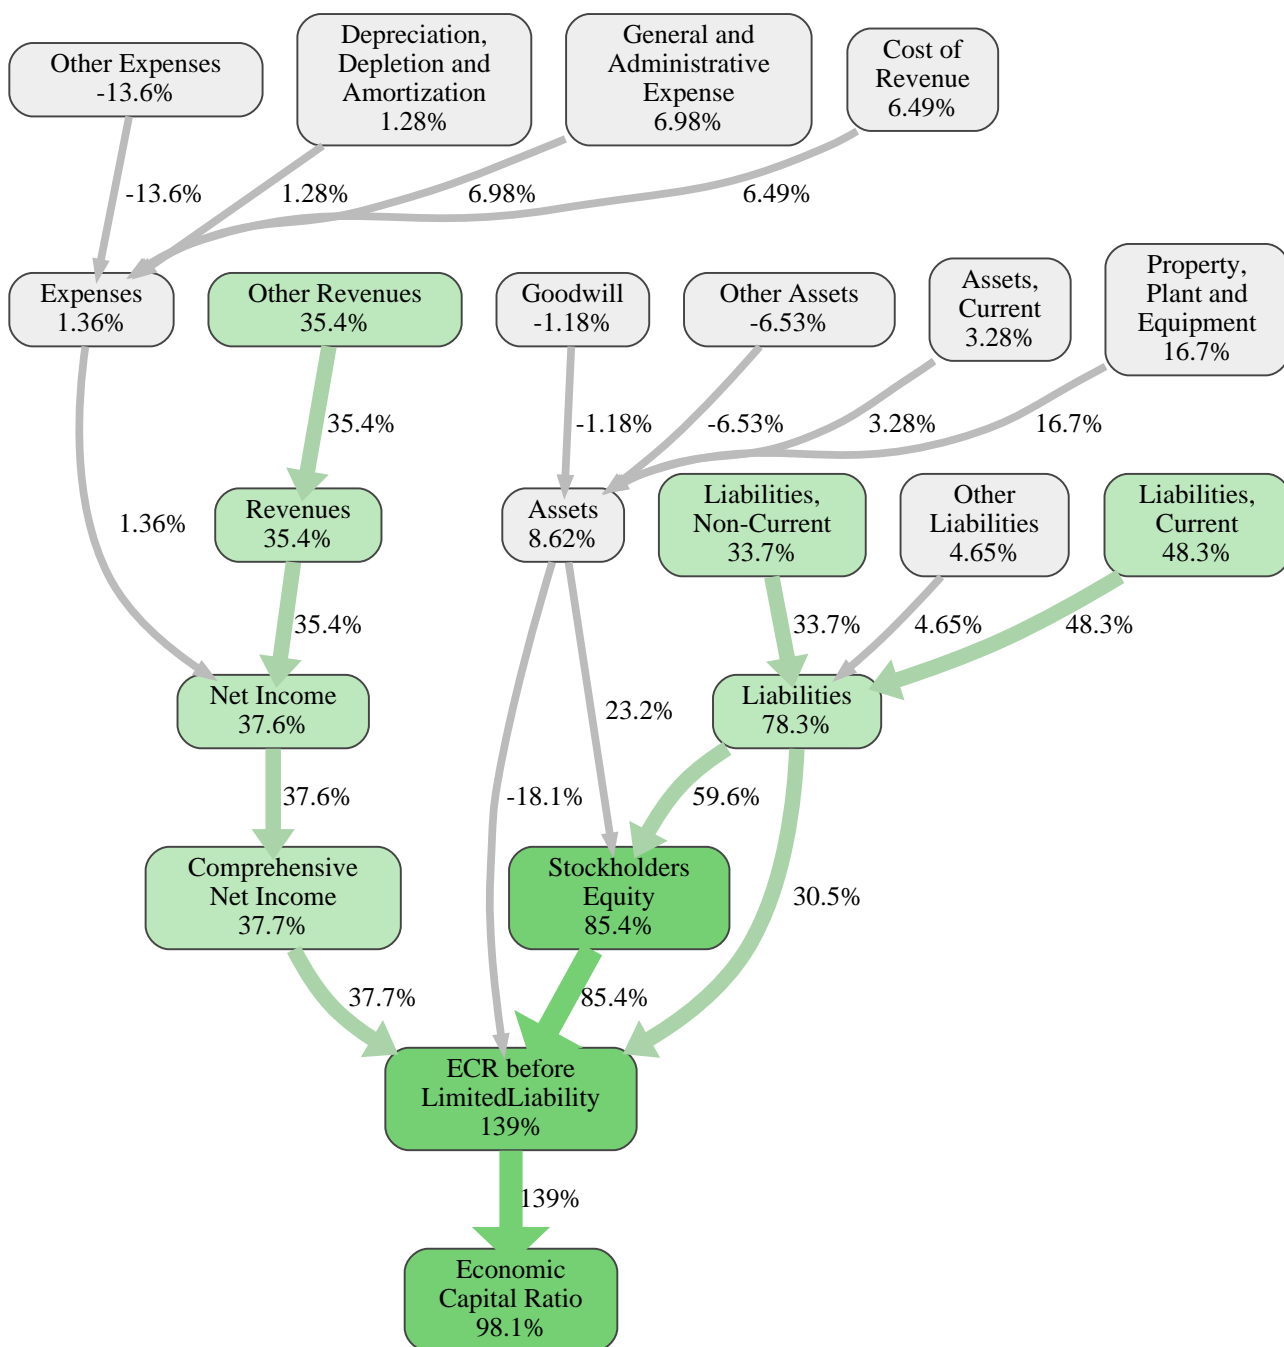 Other Expenses
-13.6%
Depreciation,
Depletion and
Amortization
1.28%
General and
Administrative
Expense
6.98%
Cost of
Revenue
6.49%
-13.6%
1.28%
6.98%
6.49%
Expenses
1.36%
Other Revenues
35.4%
Goodwill
-1.18%
Other Assets
-6.53%
Assets,
Current
3.28%
Property,
Plant and
Equipment
16.7%
35.4%
-1.18%
-6.53%
3.28%
16.7%
1.36%
Revenues
35.4%
Assets
8.62%
Liabilities,
Non-Current
33.7%
Other
Liabilities
4.65%
Liabilities,
Current
48.3%
35.4%
33.7%
4.65%
48.3%
Net Income
37.6%
23.2%
Liabilities
78.3%
37.6%
-18.1%
59.6%
Comprehensive
Net Income
37.7%
Stockholders
Equity
85.4%
30.5%
37.7%
85.4%
ECR before
LimitedLiability
139%
139%
Economic
Capital Ratio
98.1%